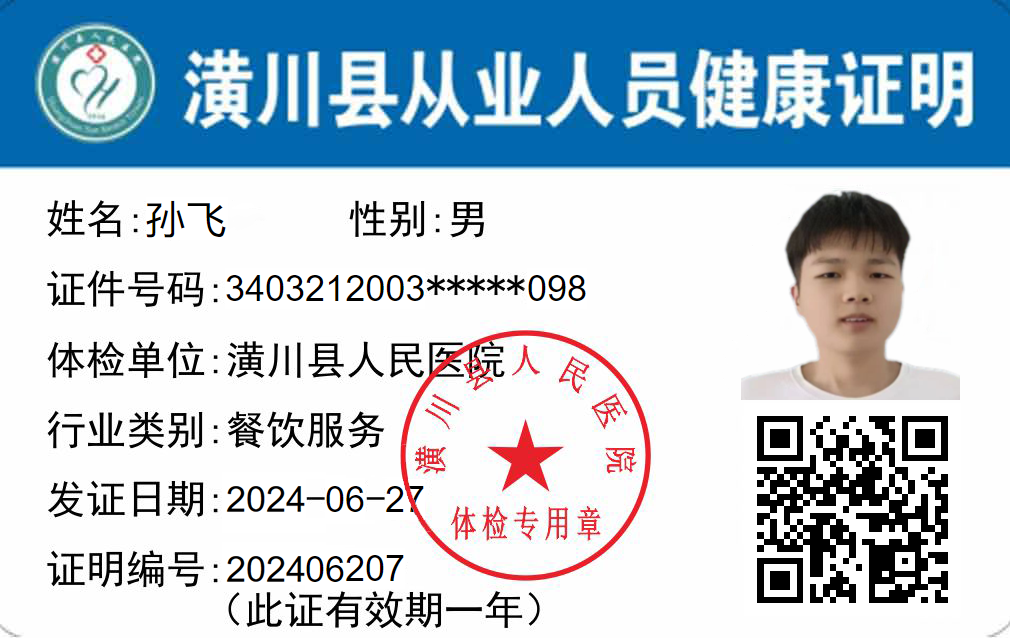 潢川县从业人员健康证明
姓名:孙飞 性别:男
证件号码:3403212003*****098
体检单位:潢川县人民医院
行业类别:餐饮服务
发证日期:2024-06-27
证明编号:202406207
(此证有效期一年)
潢川县人民医院
体检专用章